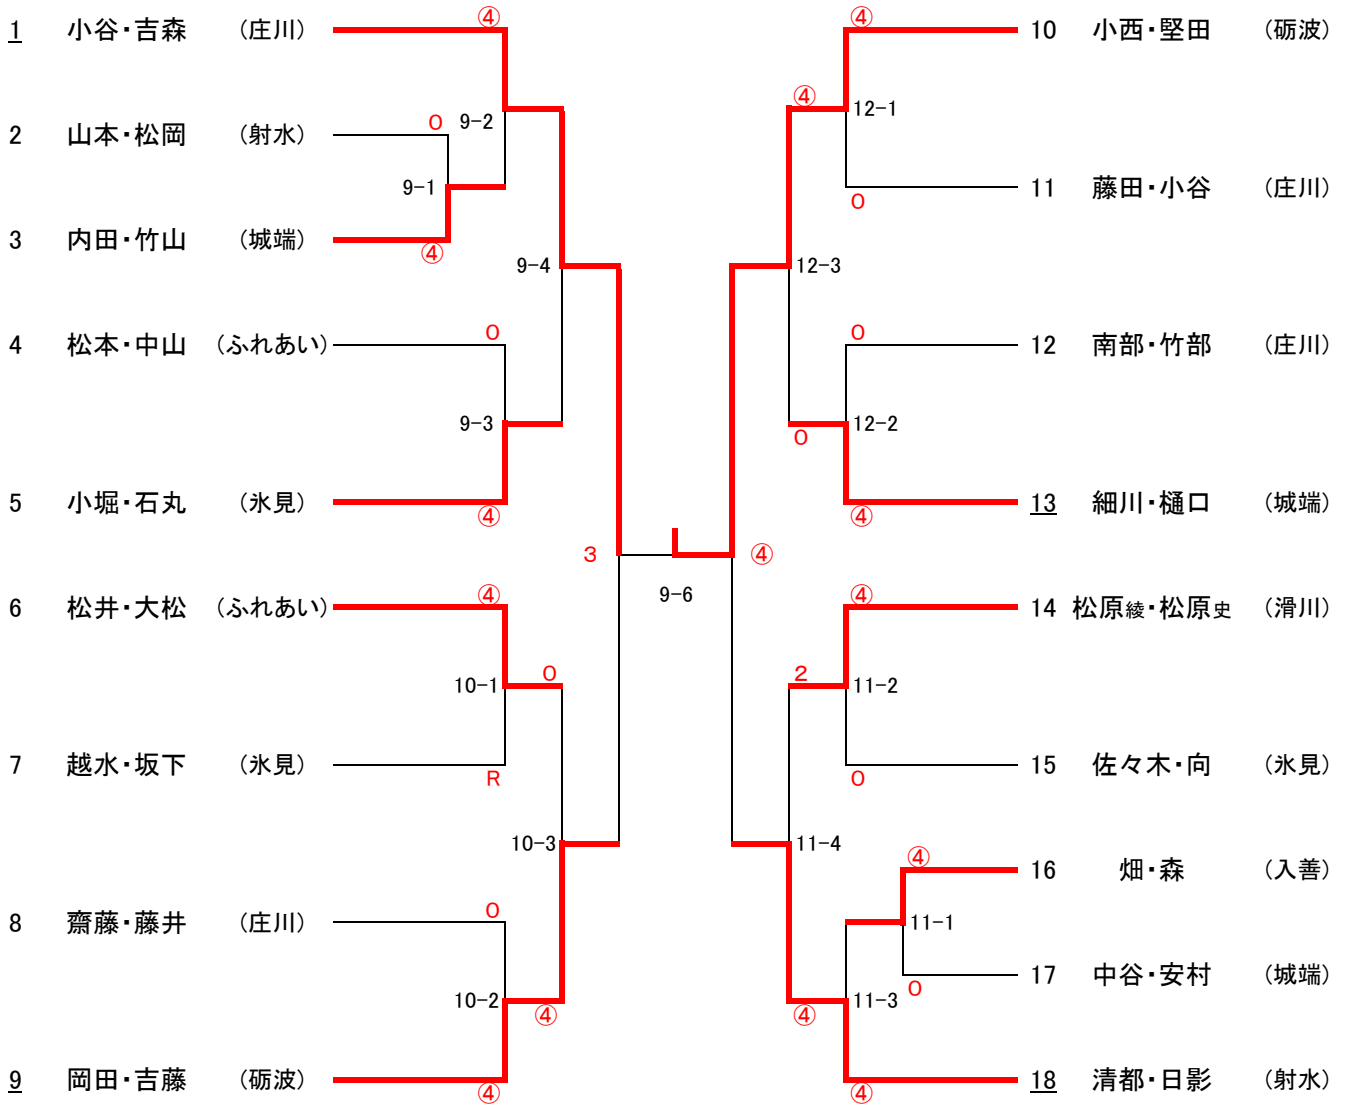 1 小谷・吉森 (庄川)
④
④
10 小西・堅田 (砺波)
④
12-1
2 山本・松岡 (射水)
0
9-2
9-1
11 藤田・小谷 (庄川)
0
3 内田・竹山 (城端)
④
9-4
12-3
4 松本・中山 (ふれあい)
0
0
12 南部・竹部 (庄川)
9-3
0
12-2
5 小堀・石丸 (氷見)
④
④
13 細川・樋口 (城端)
3
④
9-6
6 松井・大松 (ふれあい)
④
④
14 松原綾・松原史 (滑川)
10-1
0
2
11-2
7 越水・坂下 (氷見)
R
0
15 佐々木・向 (氷見)
10-3
11-4
④
16 畑・森 (入善)
8 齋藤・藤井 (庄川)
0
11-1
17 中谷・安村 (城端)
0
10-2
④
④
11-3
9 岡田・吉藤 (砺波)
④
④
18 清都・日影 (射水)